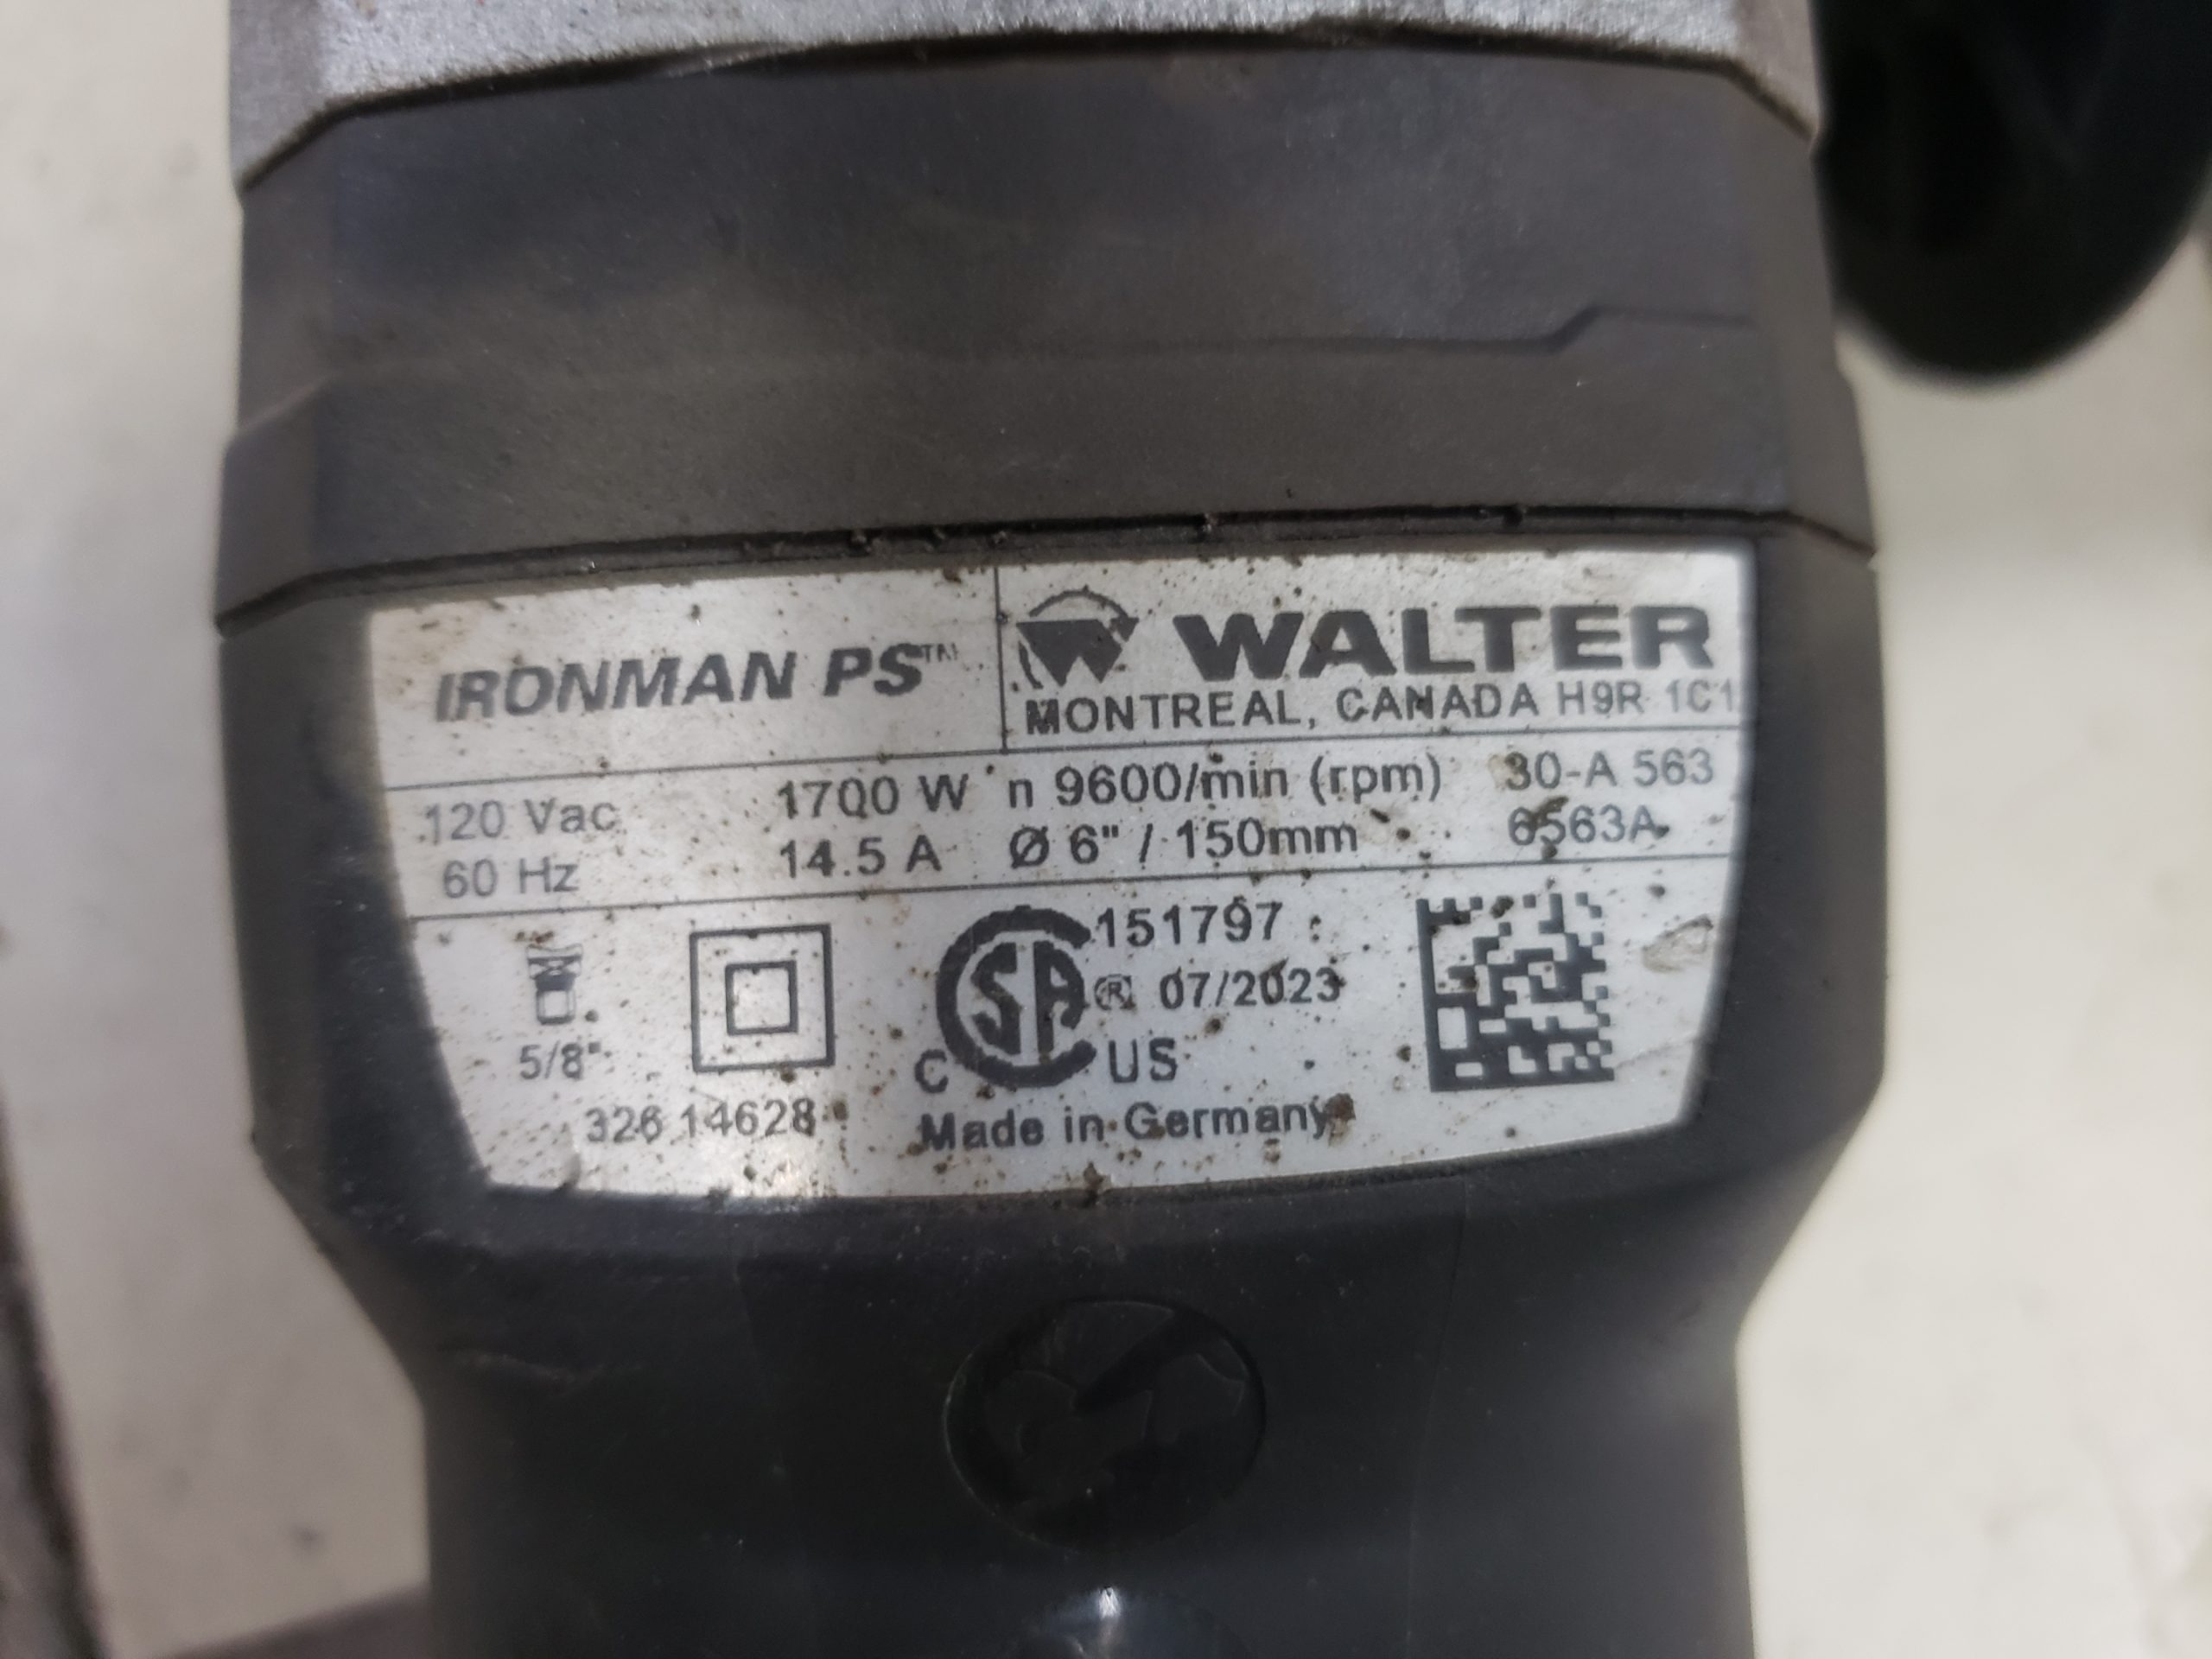 IRONMAN PS™
WALTER
MONTREAL, CANADA H9R 1C1
120 Vac 1700 W n 9600/min (rpm) 30-A 563
60 Hz 14.5 A Ø 6" / 150mm 6563A
151797
® 07/2023
5/8" C SA US
326 14628 Made in Germany